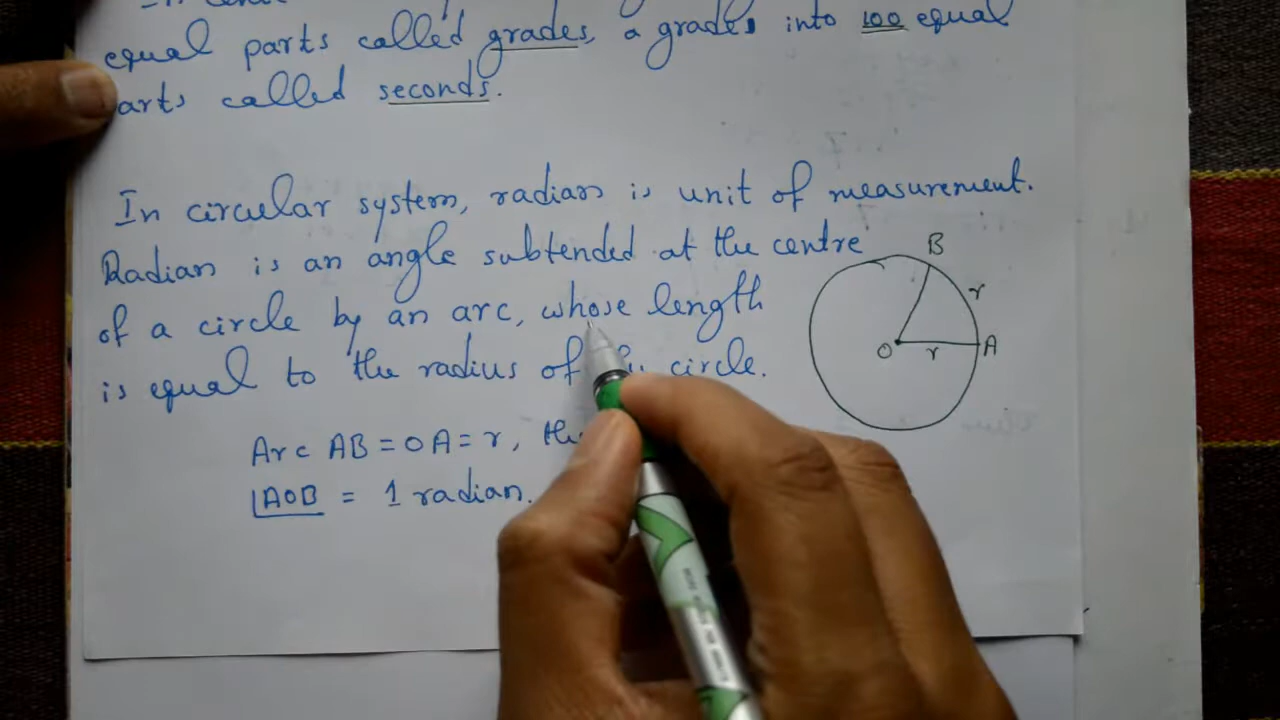 equal parts called grades, a grades into 100 equal
arts called seconds.
In circular system, radian is unit of measurement.
Radian is an angle subtended at the centre
of a circle by an arc, whose length
is equal to the radius of circle.
Arc AB = OA = r,
∠AOB = 1 radian.
B
r
O
r
A